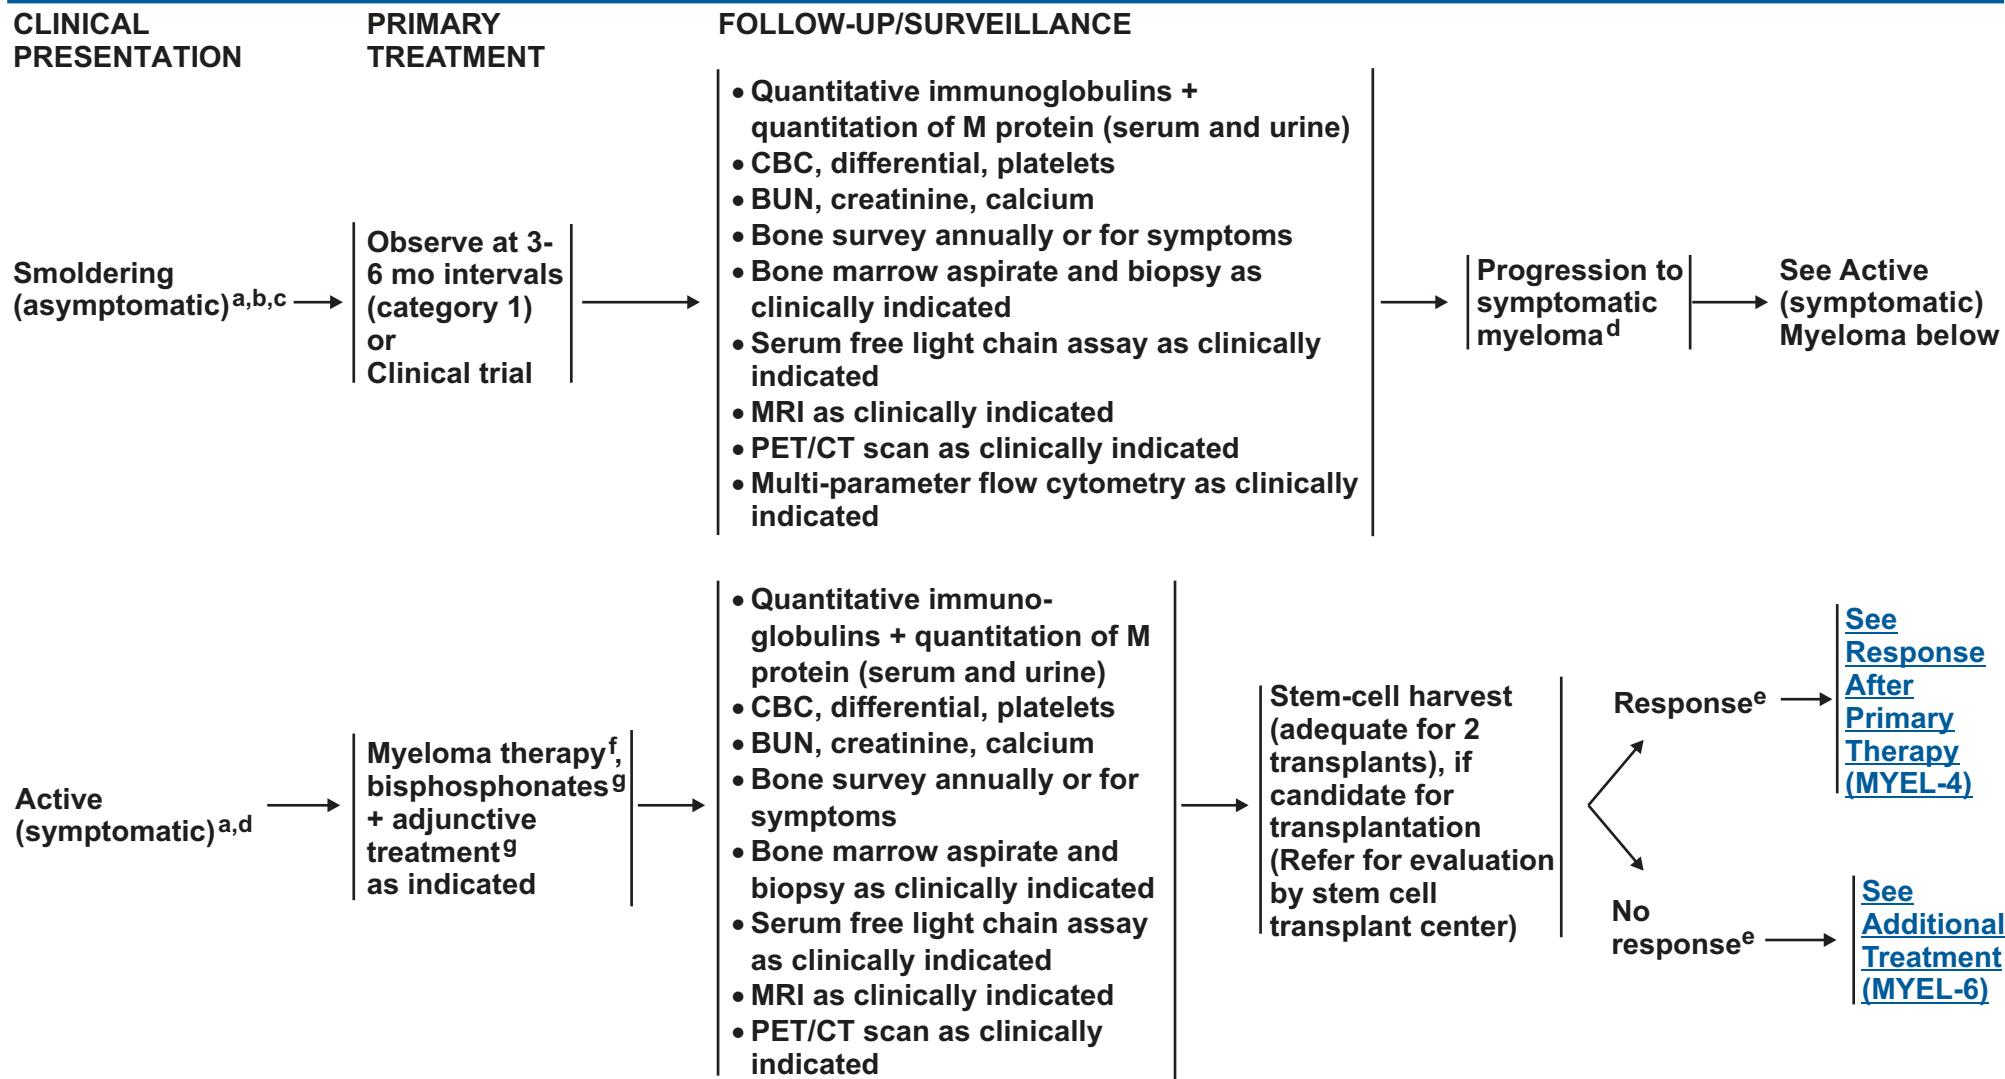 CLINICAL
PRESENTATION
PRIMARY
TREATMENT
FOLLOW-UP/SURVEILLANCE
Smoldering
(asymptomatic)a,b,c
Observe at 3-
6 mo intervals
(category 1)
or
Clinical trial
• Quantitative immunoglobulins +
quantitation of M protein (serum and urine)
• CBC, differential, platelets
• BUN, creatinine, calcium
• Bone survey annually or for symptoms
• Bone marrow aspirate and biopsy as
clinically indicated
• Serum free light chain assay as clinically
indicated
• MRI as clinically indicated
• PET/CT scan as clinically indicated
• Multi-parameter flow cytometry as clinically
indicated
Progression to
symptomatic
myelomad
See Active
(symptomatic)
Myeloma below
Active
(symptomatic)a,d
Myeloma therapyf,
bisphosphonatesg
+ adjunctive
treatmentg
as indicated
• Quantitative immuno-
globulins + quantitation of M
protein (serum and urine)
• CBC, differential, platelets
• BUN, creatinine, calcium
• Bone survey annually or for
symptoms
• Bone marrow aspirate and
biopsy as clinically indicated
• Serum free light chain assay
as clinically indicated
• MRI as clinically indicated
• PET/CT scan as clinically
indicated
Stem-cell harvest
(adequate for 2
transplants), if
candidate for
transplantation
(Refer for evaluation
by stem cell
transplant center)
Responsee
See
Response
After
Primary
Therapy
(MYEL-4)
No
responsee
See
Additional
Treatment
(MYEL-6)